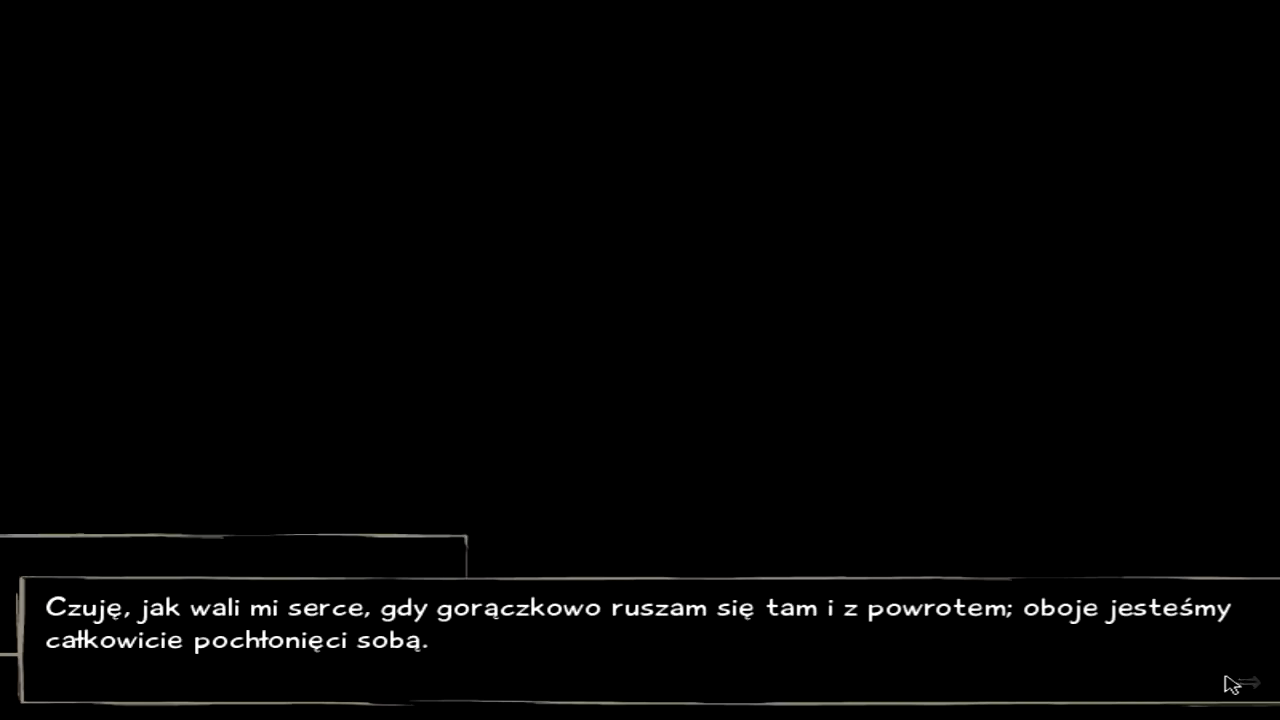 Czuję, jak wali mi serce, gdy gorączkowo ruszam się tam i z powrotem; oboje jesteśmy
całkowicie pochłonięci sobą.